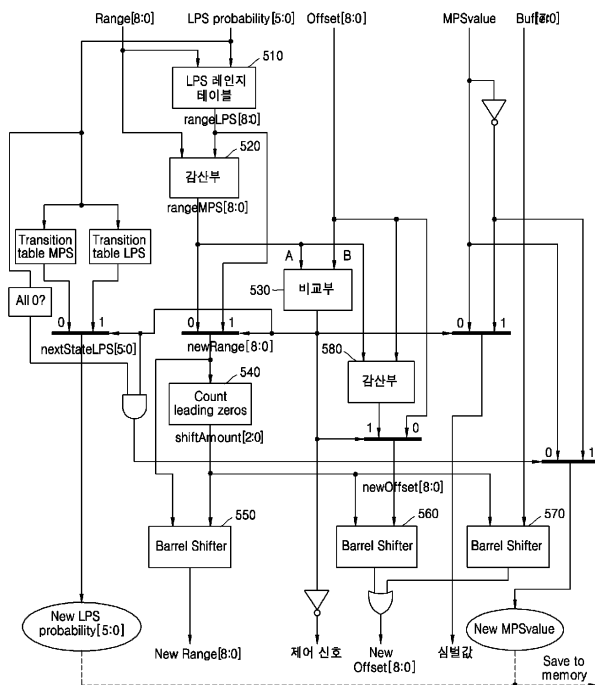 Range[8:0] LPS probability[5:0] Offset[8:0] MPSvalue Buffer[7:0]
510
LPS 레인지
테이블
rangeLPS[8:0]
520
감산부
rangeMPS[8:0]
Transition
table MPS
Transition
table LPS
A B
530
비교부
All 0?
0 1 0 1 0 1
nextStateLPS[5:0] newRange[8:0]
580
감산부
540
Count
leading zeros
shiftAmount[2:0]
1 0
0 1
newOffset[8:0]
550 560 570
Barrel Shifter Barrel Shifter Barrel Shifter
New LPS
probability[5:0]
New MPSvalue
New Range[8:0] 제어 신호 New
Offset[8:0]
심벌값
Save to
memory